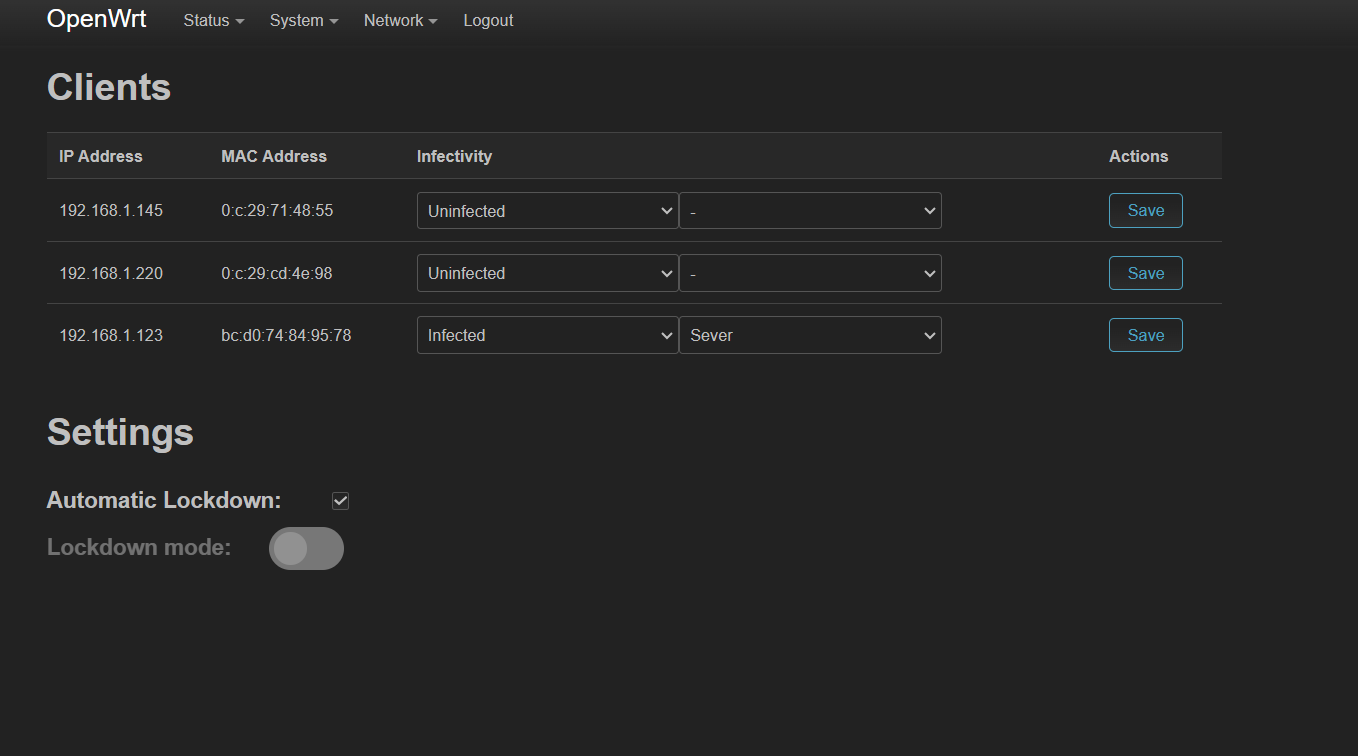 OpenWrt Status System Network Logout
Clients
IP Address MAC Address Infectivity Actions
192.168.1.145 0:c:29:71:48:55 Uninfected - Save
192.168.1.220 0:c:29:cd:4e:98 Uninfected - Save
192.168.1.123 bc:d0:74:84:95:78 Infected Sever Save
Settings
Automatic Lockdown:
Lockdown mode: